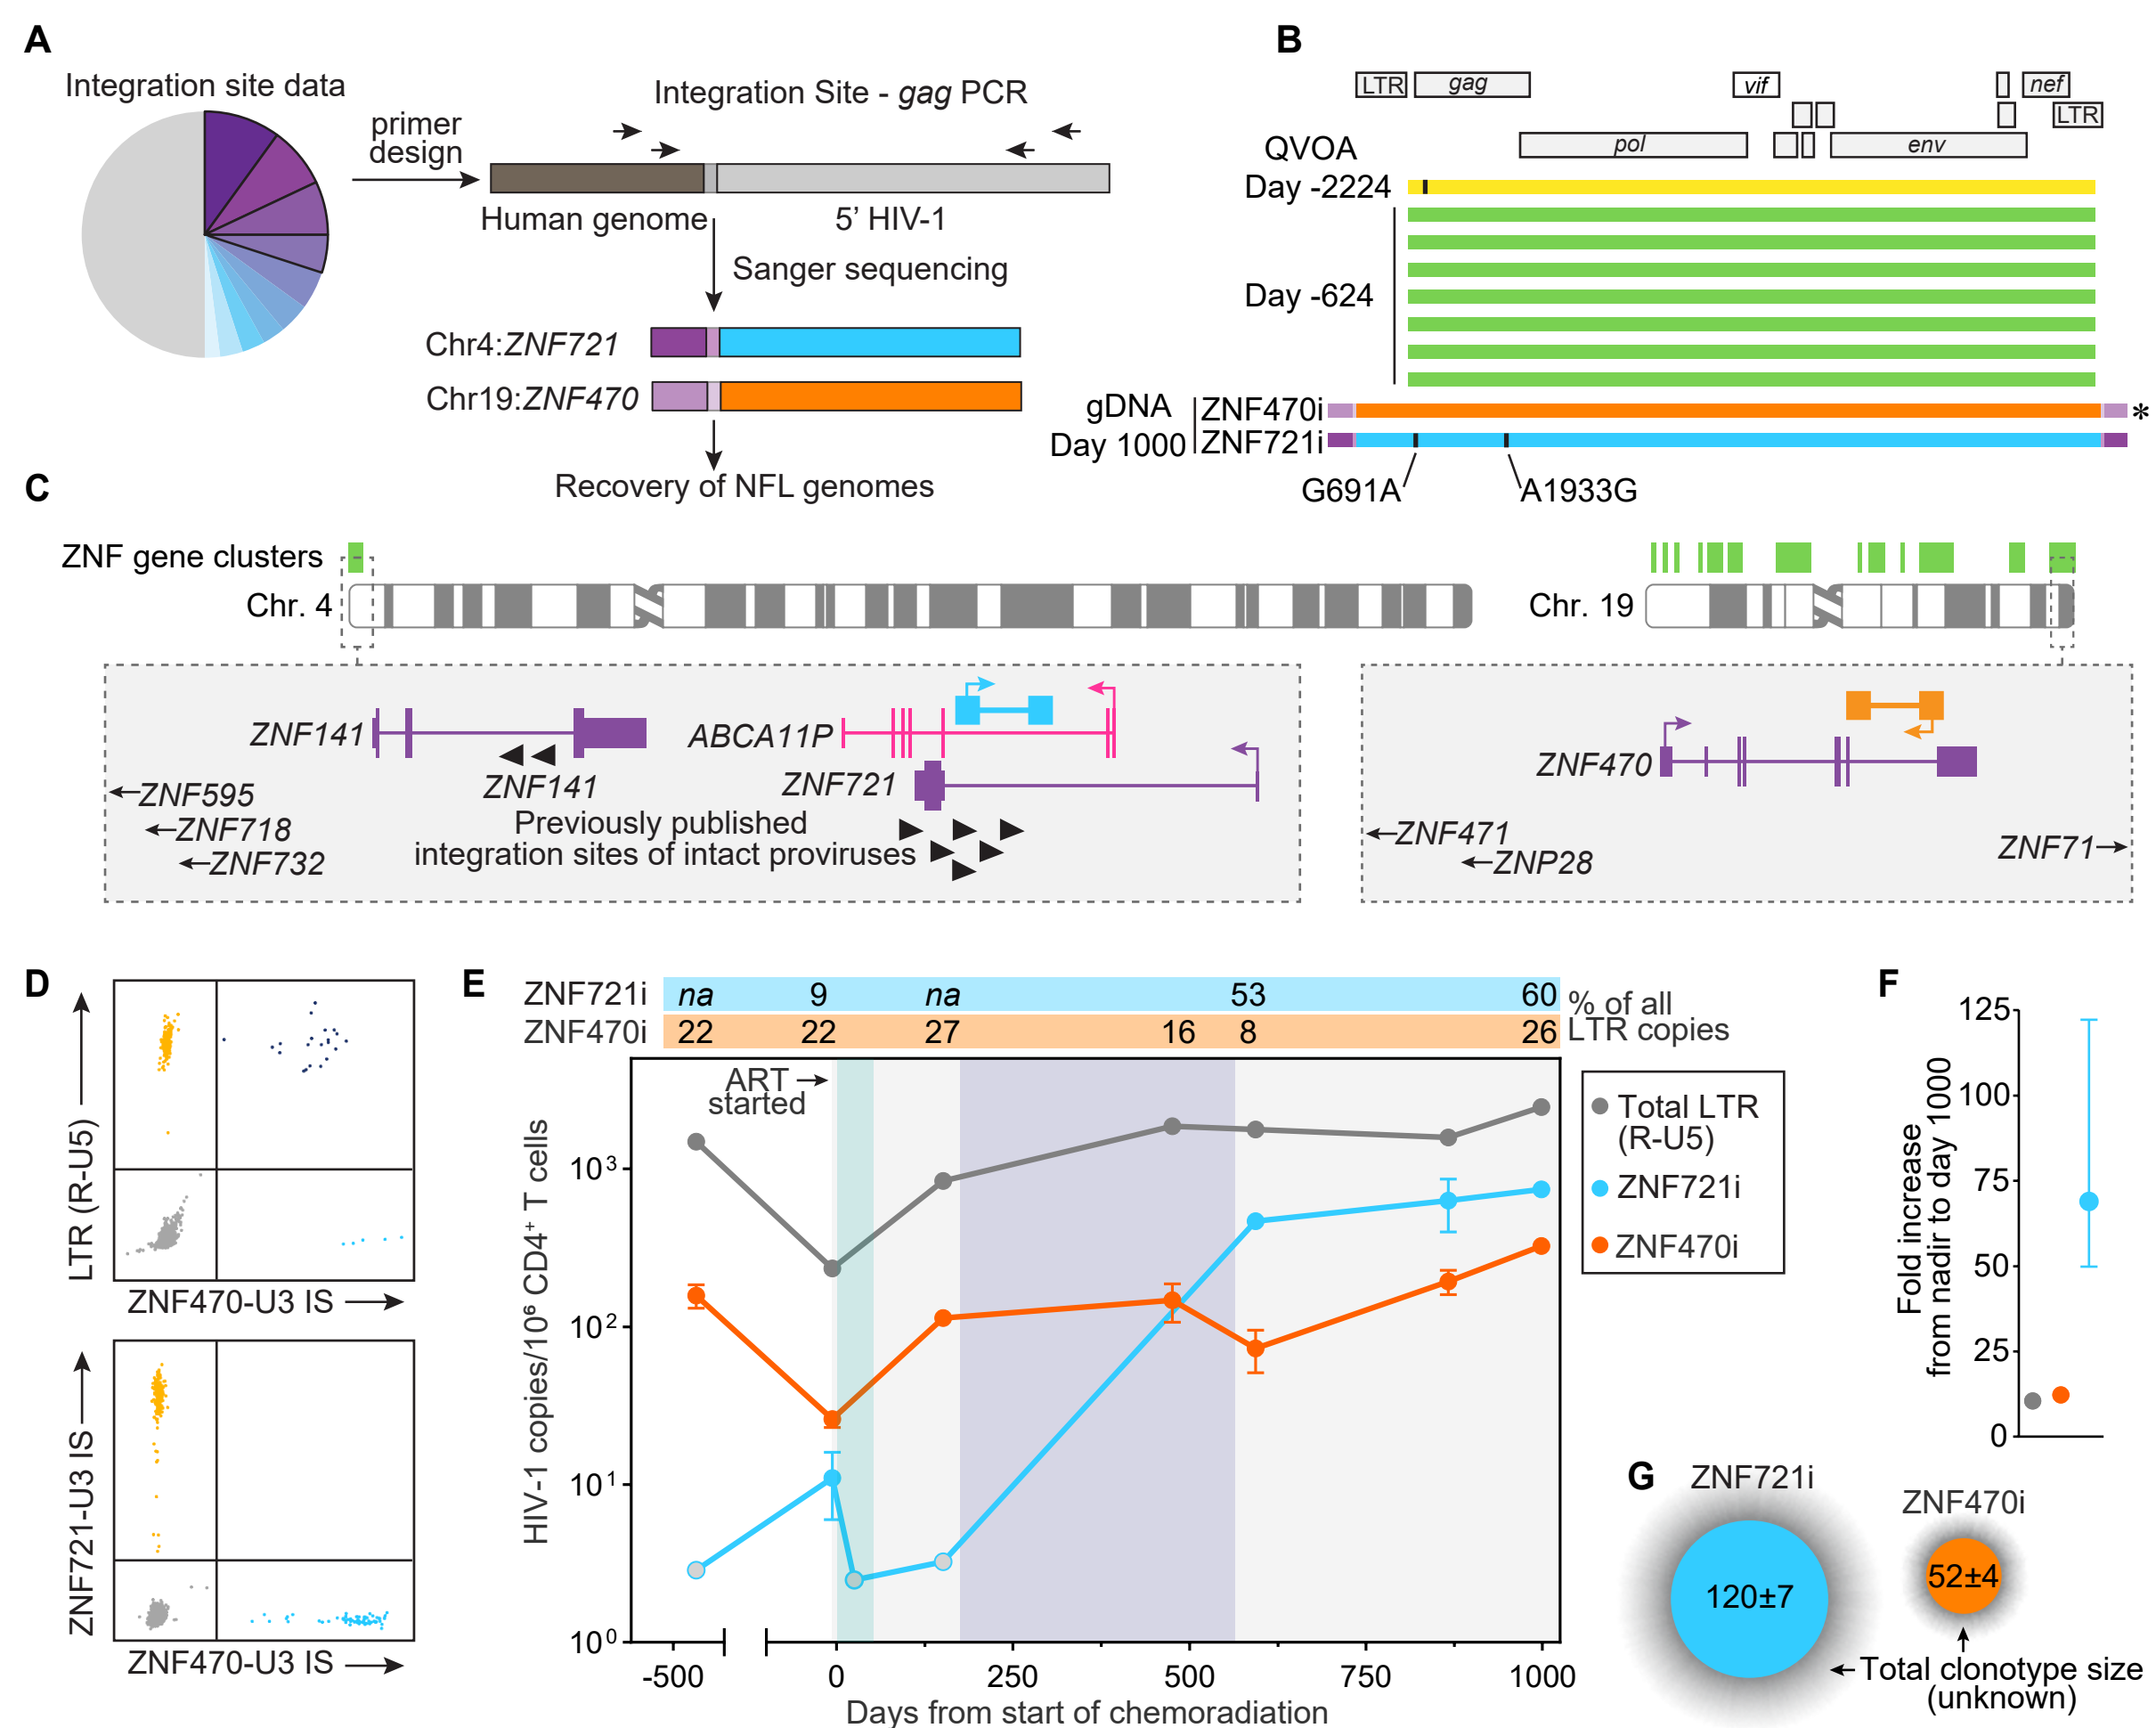 A
Integration site data
primer
design
Integration Site - gag PCR
Human genome
5’ HIV-1
Sanger sequencing
Chr4:ZNF721
Chr19:ZNF470
Recovery of NFL genomes
B
LTR
gag
vif
nef
LTR
pol
env
QVOA
Day -2224
Day -624
gDNA
Day 1000
ZNF470i
*
ZNF721i
G691A
A1933G
C
ZNF gene clusters
Chr. 4
Chr. 19
ZNF141
ABCA11P
ZNF141
ZNF721
ZNF595
ZNF718
ZNF732
Previously published
integration sites of intact proviruses
ZNF470
ZNF471
ZNP28
ZNF71
D
LTR (R-U5)
ZNF470-U3 IS
ZNF721-U3 IS
ZNF470-U3 IS
E
ZNF721i na 9 na 53 60
ZNF470i 22 22 27 16 8 26
% of all
LTR copies
ART
started
HIV-1 copies/10⁶ CD4⁺ T cells
10³
10²
10¹
10⁰
-500 0 250 500 750 1000
Days from start of chemoradiation
Total LTR
(R-U5)
ZNF721i
ZNF470i
F
Fold increase
from nadir to day 1000
125
100
75
50
25
0
G
ZNF721i
ZNF470i
120±7
52±4
Total clonotype size
(unknown)